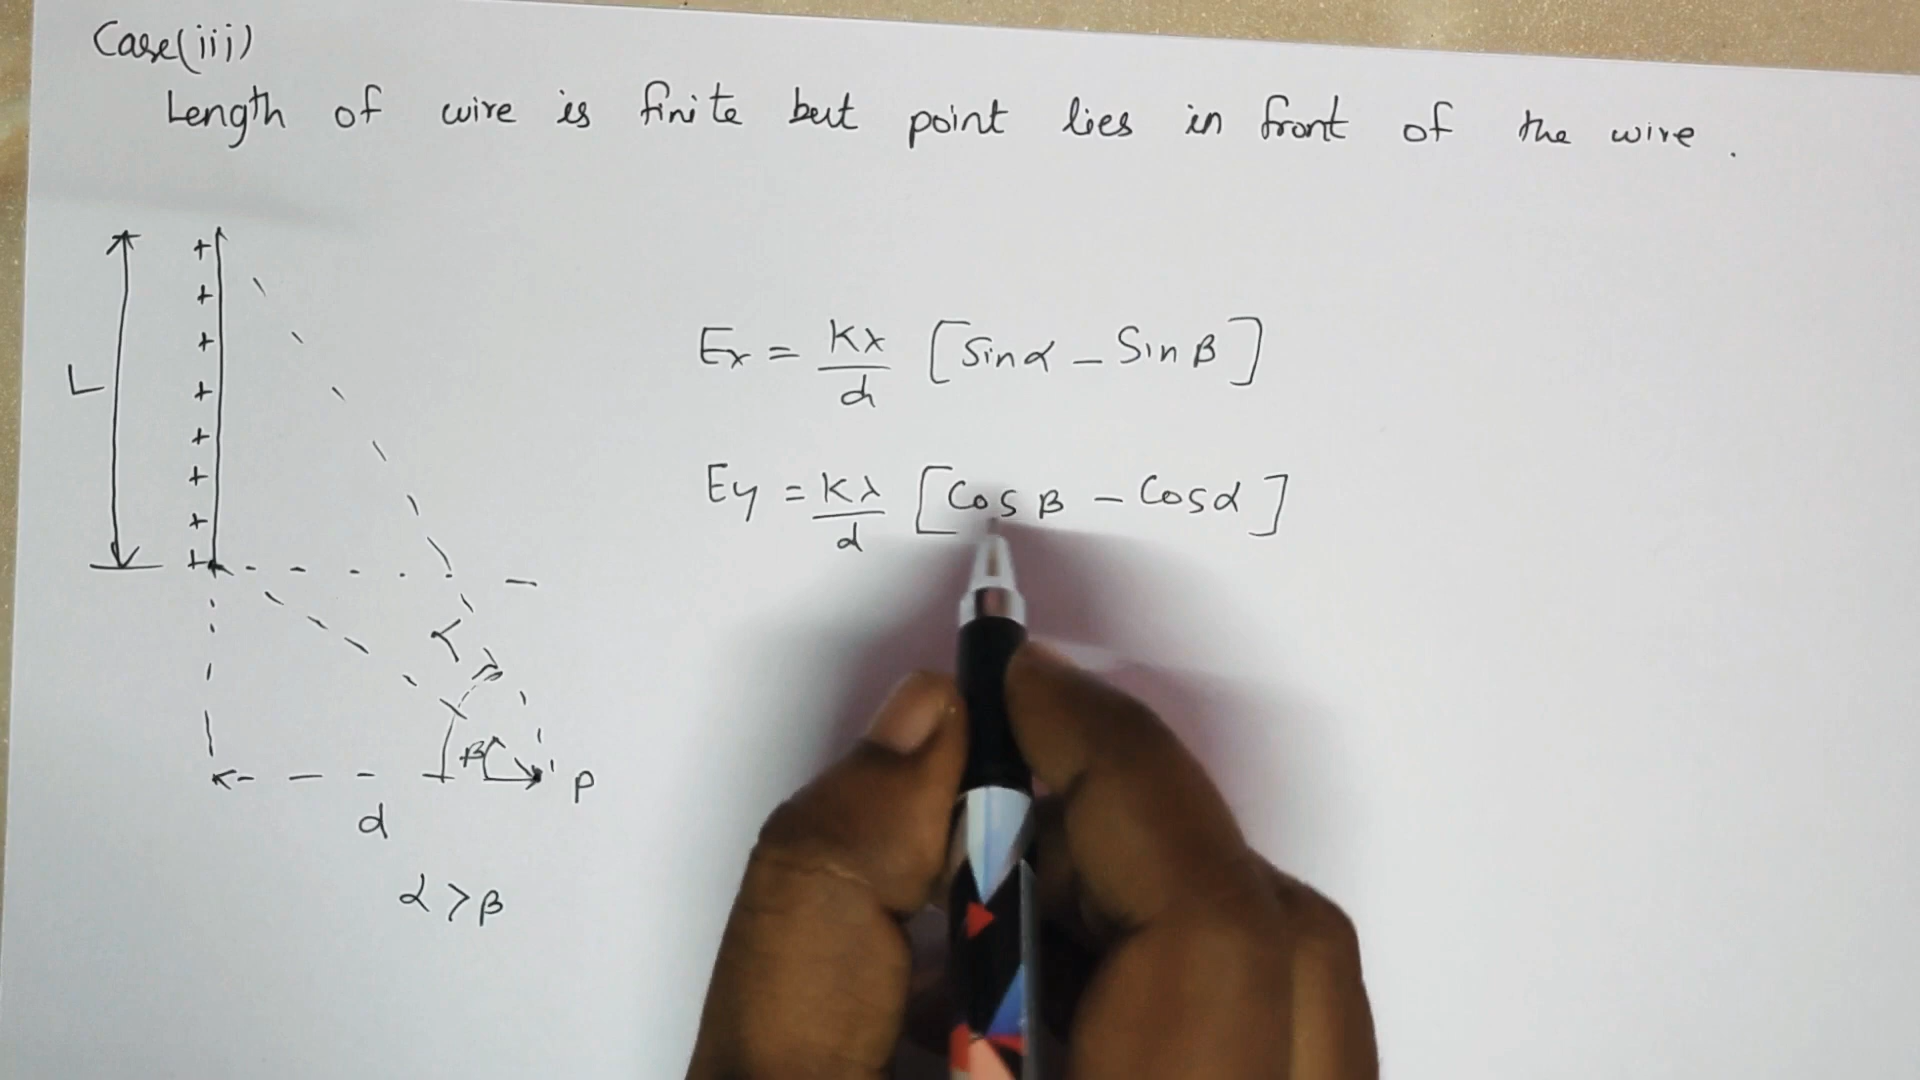 Case(iii)
Length of wire is finite but point lies in front of the wire.
+
+
+
+
+
+
+
+
L
Ex = Kλ/d [Sinα - Sinβ]
Ey = Kλ/d [Cosβ - Cosα]
α
β
P
d
α > β